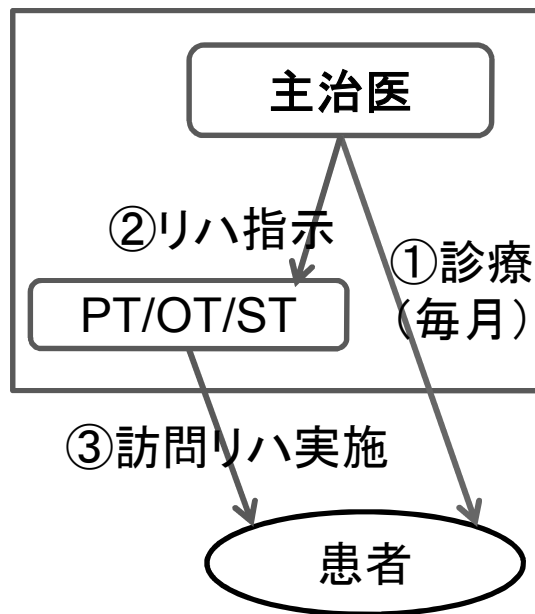 主治医
②リハ指示
①診療
（毎月）
PT/OT/ST
③訪問リハ実施
患者